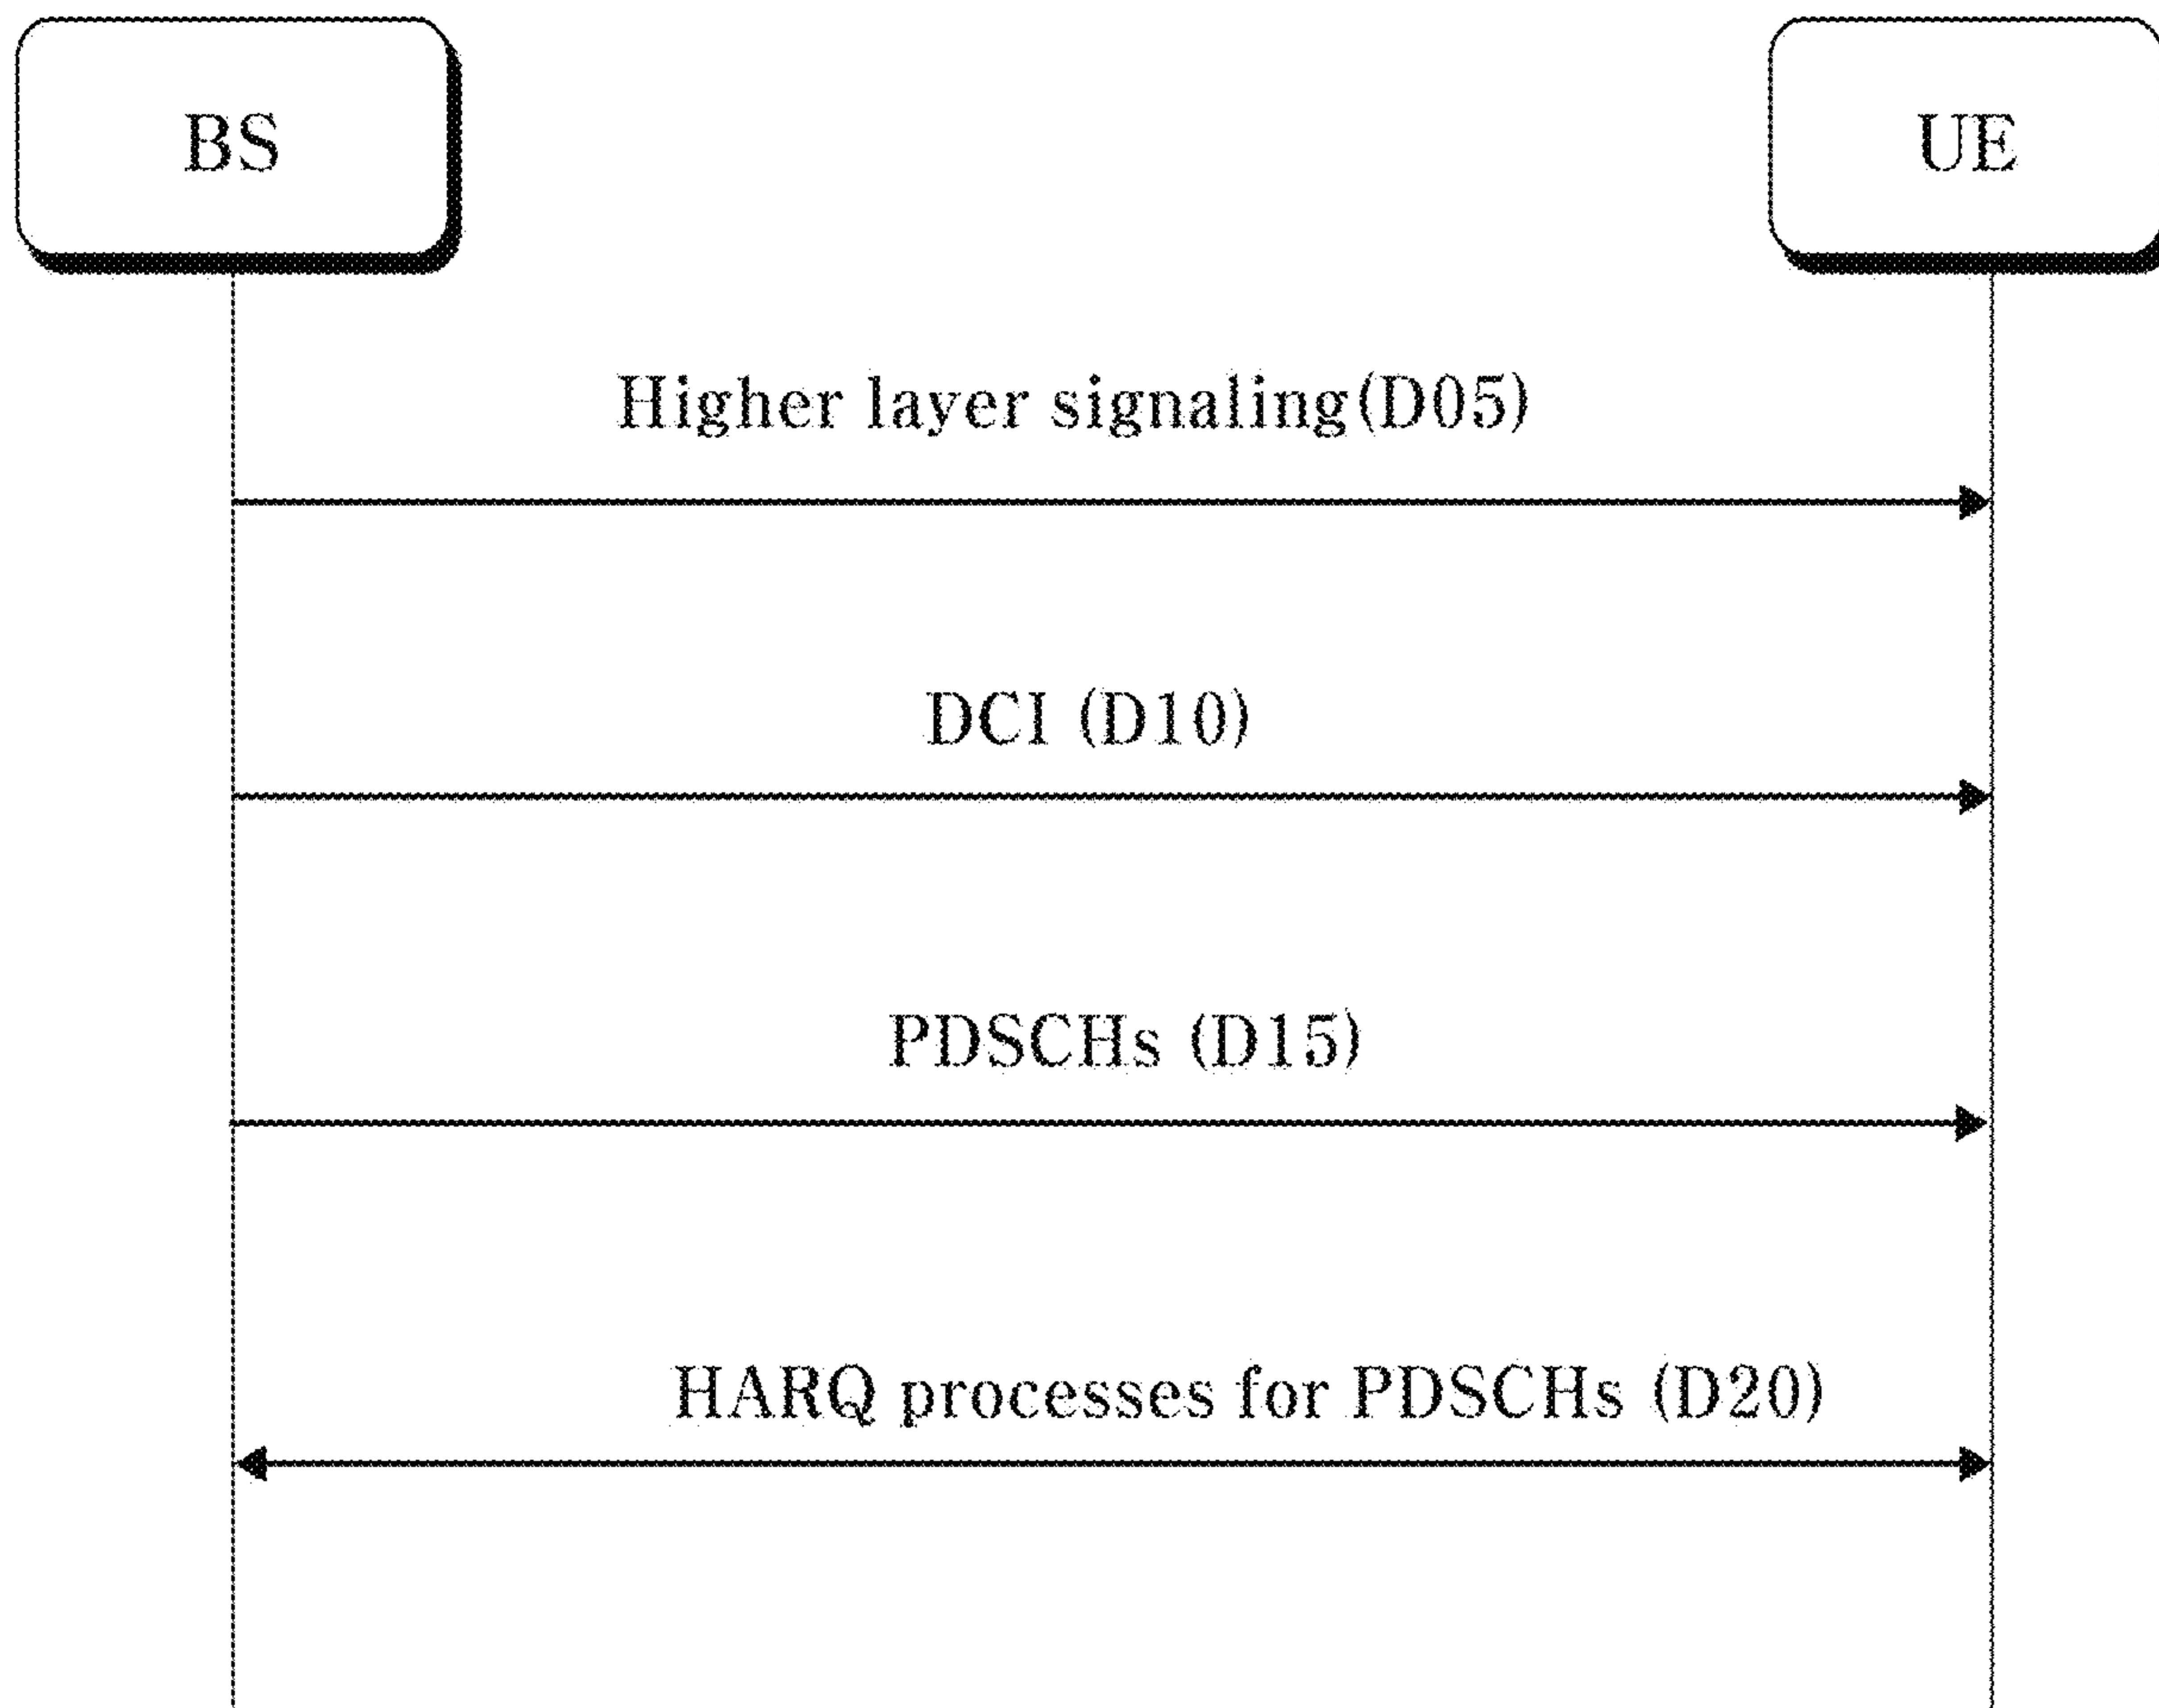 BS
UE
Higher layer signaling(D05)
DCI (D10)
PDSCHs (D15)
HARQ processes for PDSCHs (D20)